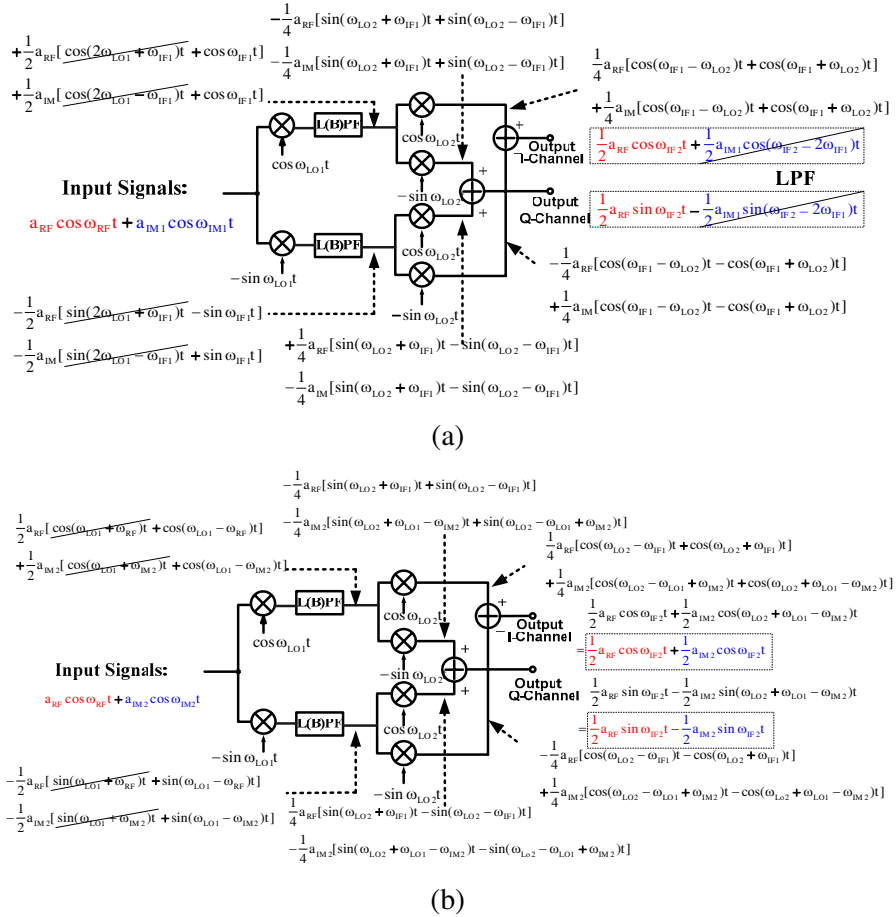 −1/4 a_RF[sin(ω_LO2 + ω_IF1)t + sin(ω_LO2 − ω_IF1)t]
−1/4 a_IM[sin(ω_LO2 + ω_IF1)t + sin(ω_LO2 − ω_IF1)t]
+1/2 a_RF[cos(2ω_LO1 + ω_IF1)t + cos ω_IF1 t]
+1/2 a_IM[cos(2ω_LO1 − ω_IF1)t + cos ω_IF1 t]
1/4 a_RF[cos(ω_IF1 − ω_LO2)t + cos(ω_IF1 + ω_LO2)t]
+1/4 a_IM[cos(ω_IF1 − ω_LO2)t + cos(ω_IF1 + ω_LO2)t]
L(B)PF
cos ω_LO1 t
cos ω_LO2 t
+
−
Output
I-Channel
1/2 a_RF cos ω_IF2 t + 1/2 a_IM1 cos(ω_IF2 − 2ω_IF1)t
LPF
Input Signals:
a_RF cos ω_RF t + a_IM1 cos ω_IM1 t
−sin ω_LO2
+
+
Output
Q-Channel
1/2 a_RF sin ω_IF2 t − 1/2 a_IM1 sin(ω_IF2 − 2ω_IF1)t
L(B)PF
−sin ω_LO1 t
cos ω_LO2 t
−sin ω_LO2 t
−1/4 a_RF[cos(ω_IF1 − ω_LO2)t − cos(ω_IF1 + ω_LO2)t]
+1/4 a_IM[cos(ω_IF1 − ω_LO2)t − cos(ω_IF1 + ω_LO2)t]
−1/2 a_RF[sin(2ω_LO1 + ω_IF1)t − sin ω_IF1 t]
−1/2 a_IM[sin(2ω_LO1 − ω_IF1)t + sin ω_IF1 t]
+1/4 a_RF[sin(ω_LO2 + ω_IF1)t − sin(ω_LO2 − ω_IF1)t]
−1/4 a_IM[sin(ω_LO2 + ω_IF1)t − sin(ω_LO2 − ω_IF1)t]
(a)
−1/4 a_RF[sin(ω_LO2 + ω_IF1)t + sin(ω_LO2 − ω_IF1)t]
−1/4 a_IM2[sin(ω_LO2 + ω_LO1 − ω_IM2)t + sin(ω_LO2 − ω_LO1 + ω_IM2)t]
1/2 a_RF[cos(ω_LO1 + ω_RF)t + cos(ω_LO1 − ω_RF)t]
+1/2 a_IM2[cos(ω_LO1 + ω_IM2)t + cos(ω_LO1 − ω_IM2)t]
1/4 a_RF[cos(ω_LO2 − ω_IF1)t + cos(ω_LO2 + ω_IF1)t]
+1/4 a_IM2[cos(ω_LO2 − ω_LO1 + ω_IM2)t + cos(ω_LO2 + ω_LO1 − ω_IM2)t]
L(B)PF
cos ω_LO1 t
cos ω_LO2 t
+
−
Output
I-Channel
1/2 a_RF cos ω_IF2 t + 1/2 a_IM2 cos(ω_LO2 + ω_LO1 − ω_IM2)t
= 1/2 a_RF cos ω_IF2 t + 1/2 a_IM2 cos ω_IF2 t
Input Signals:
a_RF cos ω_RF t + a_IM2 cos ω_IM2 t
−sin ω_LO2
+
+
Output
Q-Channel
1/2 a_RF sin ω_IF2 t − 1/2 a_IM2 sin(ω_LO2 + ω_LO1 − ω_IM2)t
= 1/2 a_RF sin ω_IF2 t − 1/2 a_IM2 sin ω_IF2 t
L(B)PF
−sin ω_LO1 t
cos ω_LO2 t
−sin ω_LO2 t
−1/4 a_RF[cos(ω_LO2 − ω_IF1)t − cos(ω_LO2 + ω_IF1)t]
+1/4 a_IM2[cos(ω_LO2 − ω_LO1 + ω_IM2)t − cos(ω_Lo2 + ω_LO1 − ω_IM2)t]
−1/2 a_RF[sin(ω_LO1 + ω_RF)t + sin(ω_LO1 − ω_RF)t]
−1/2 a_IM2[sin(ω_LO1 + ω_IM2)t + sin(ω_LO1 − ω_IM2)t]
1/4 a_RF[sin(ω_LO2 + ω_IF1)t − sin(ω_LO2 − ω_IF1)t]
−1/4 a_IM2[sin(ω_LO2 + ω_LO1 − ω_IM2)t − sin(ω_Lo2 − ω_LO1 + ω_IM2)t]
(b)